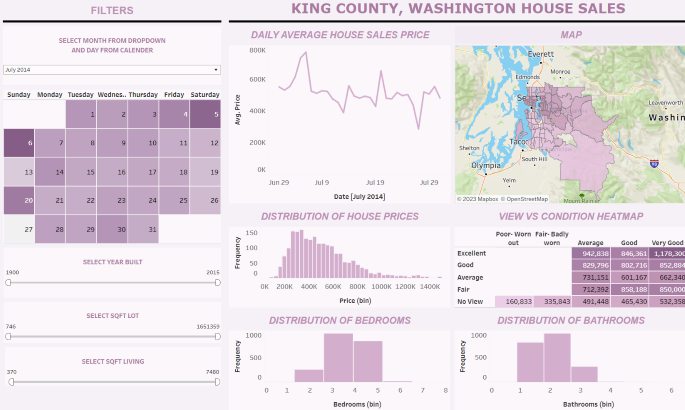 FILTERS
KING COUNTY, WASHINGTON HOUSE SALES
SELECT MONTH FROM DROPDOWN
AND DAY FROM CALENDER
July 2014
Sunday Monday Tuesday Wednes.. Thursday Friday Saturday
1 2 3 4 5
6 7 8 9 10 11 12
13 14 15 16 17 18 19
20 21 22 23 24 25 26
27 28 29 30 31
SELECT YEAR BUILT
1900 2015
SELECT SQFT LOT
746 1651359
SELECT SQFT LIVING
370 7480
DAILY AVERAGE HOUSE SALES PRICE
Avg. Price
800K
600K
400K
200K
0K
Jun 29 Jul 9 Jul 19 Jul 29
Date [July 2014]
MAP
Everett
Edmonds
Monroe
Leavenworth
Washin
Shelton
Olympia
South Hill
Yelm
Mount Rainier
90
© 2023 Mapbox © OpenStreetMap
DISTRIBUTION OF HOUSE PRICES
Frequency
150
100
50
0
0K 200K 400K 600K 800K 1000K 1200K 1400K
Price (bin)
VIEW VS CONDITION HEATMAP
Poor- Worn Fair- Badly
out worn Average Good Very Good
Excellent 942,838 846,361 1,178,300
Good 829,796 802,716 852,884
Average 731,151 601,167 662,340
Fair 712,392 858,188 850,000
No View 160,833 335,843 491,448 465,430 532,358
DISTRIBUTION OF BEDROOMS
Frequency
1000
500
0
0 1 2 3 4 5 6 7 8
Bedrooms (bin)
DISTRIBUTION OF BATHROOMS
Frequency
1000
500
0
0 1 2 3 4 5 6
Bathrooms (bin)